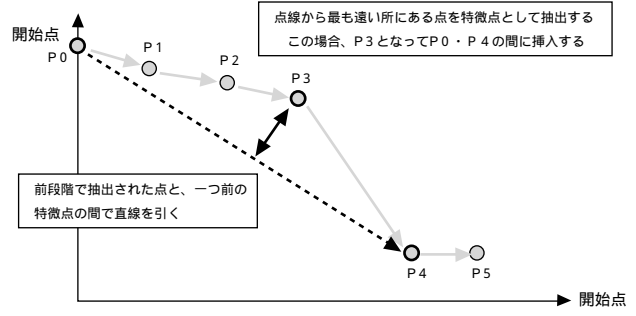 点線から最も遠い所にある点を特徴点として抽出する
この場合、P3となってP0・P4の間に挿入する
開始点
P0
P1
P2
P3
前段階で抽出された点と、一つ前の
特微点の間で直線を引く
P4
P5
開始点